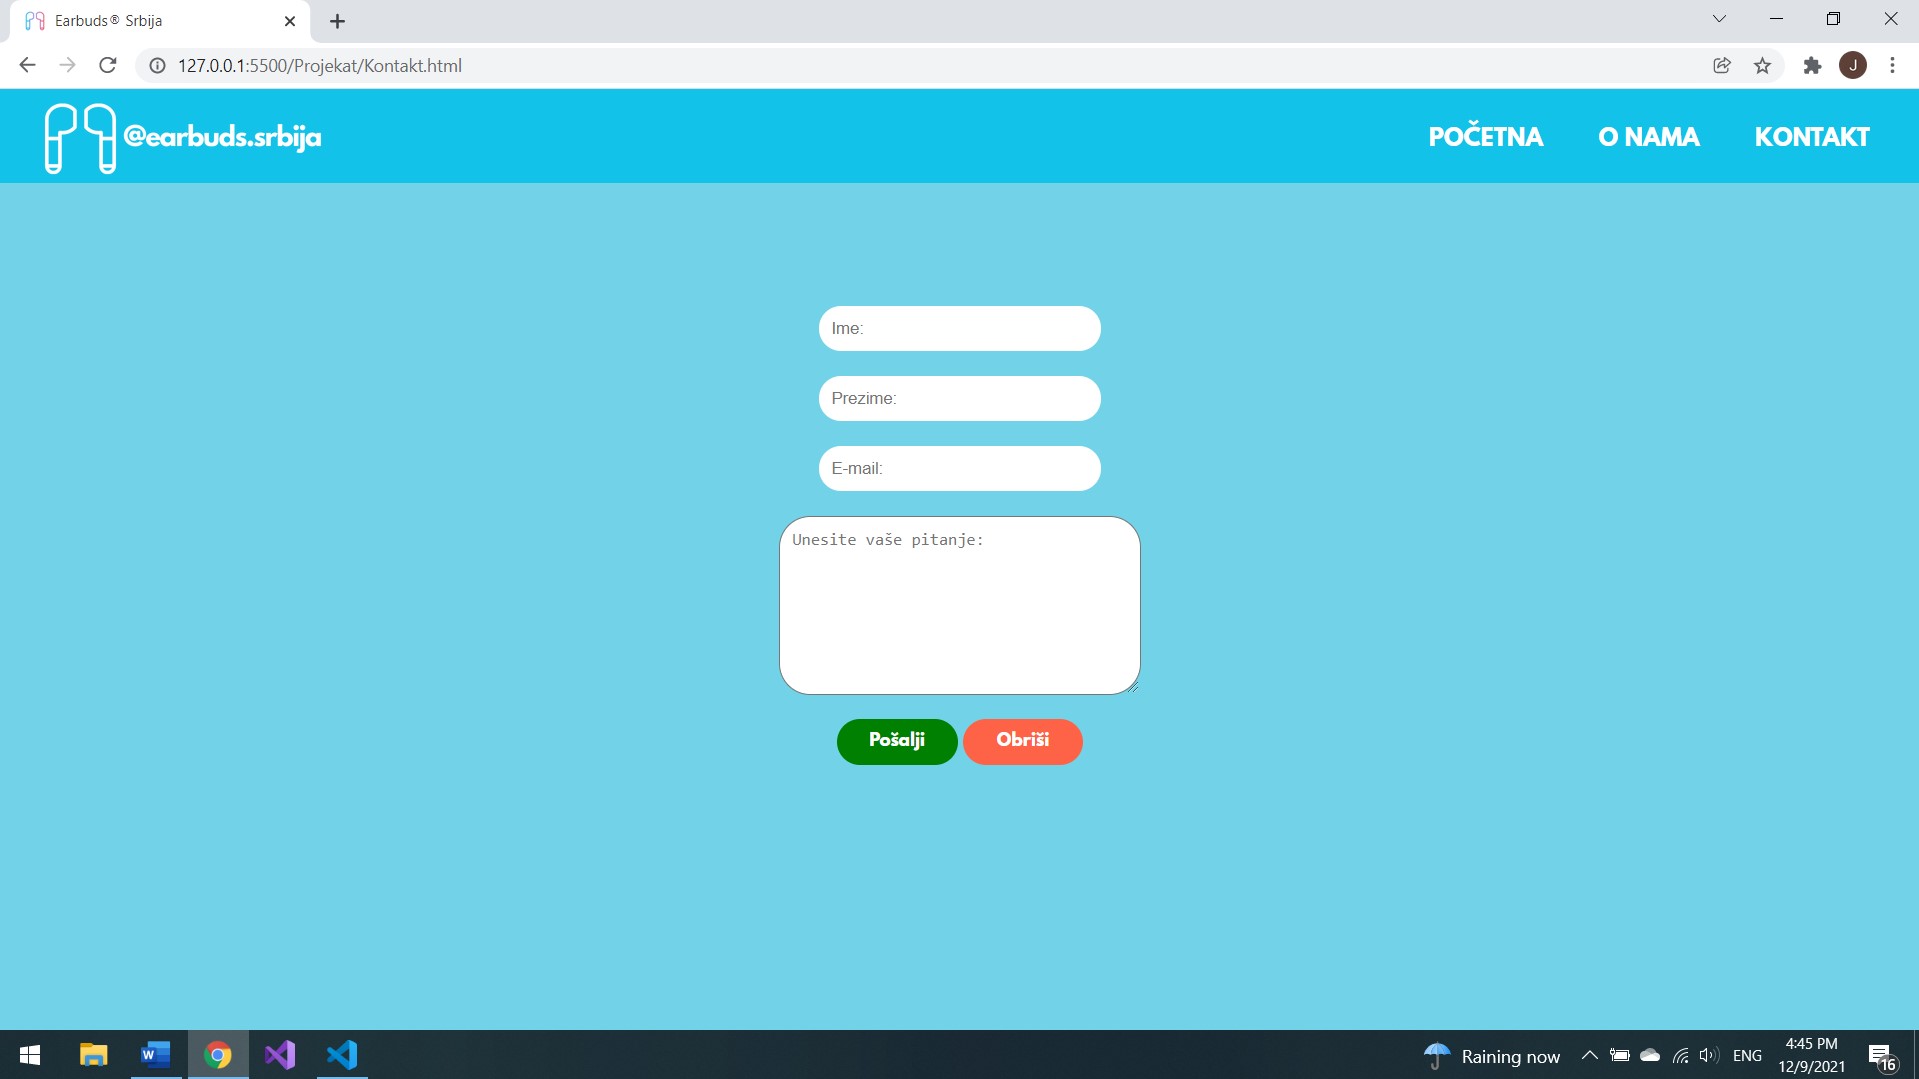 Earbuds® Srbija
127.0.0.1:5500/Projekat/Kontakt.html
J
@earbuds.srbija
POČETNA O NAMA KONTAKT
Ime:
Prezime:
E-mail:
Unesite vaše pitanje:
Pošalji Obriši
Raining now
ENG
4:45 PM
12/9/2021
16